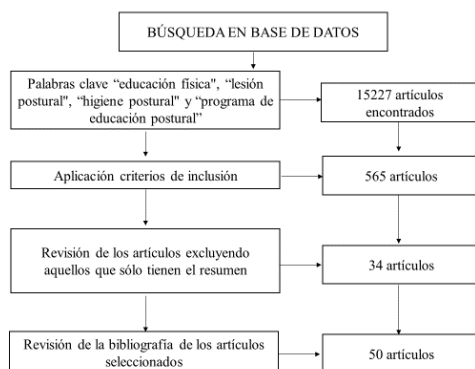 BÚSQUEDA EN BASE DE DATOS
Palabras clave “educación física", “lesión
postural", “higiene postural" y “programa de
educación postural”
15227 artículos
encontrados
Aplicación criterios de inclusión
565 artículos
Revisión de los artículos excluyendo
aquellos que sólo tienen el resumen
34 artículos
Revisión de la bibliografía de los artículos
seleccionados
50 artículos